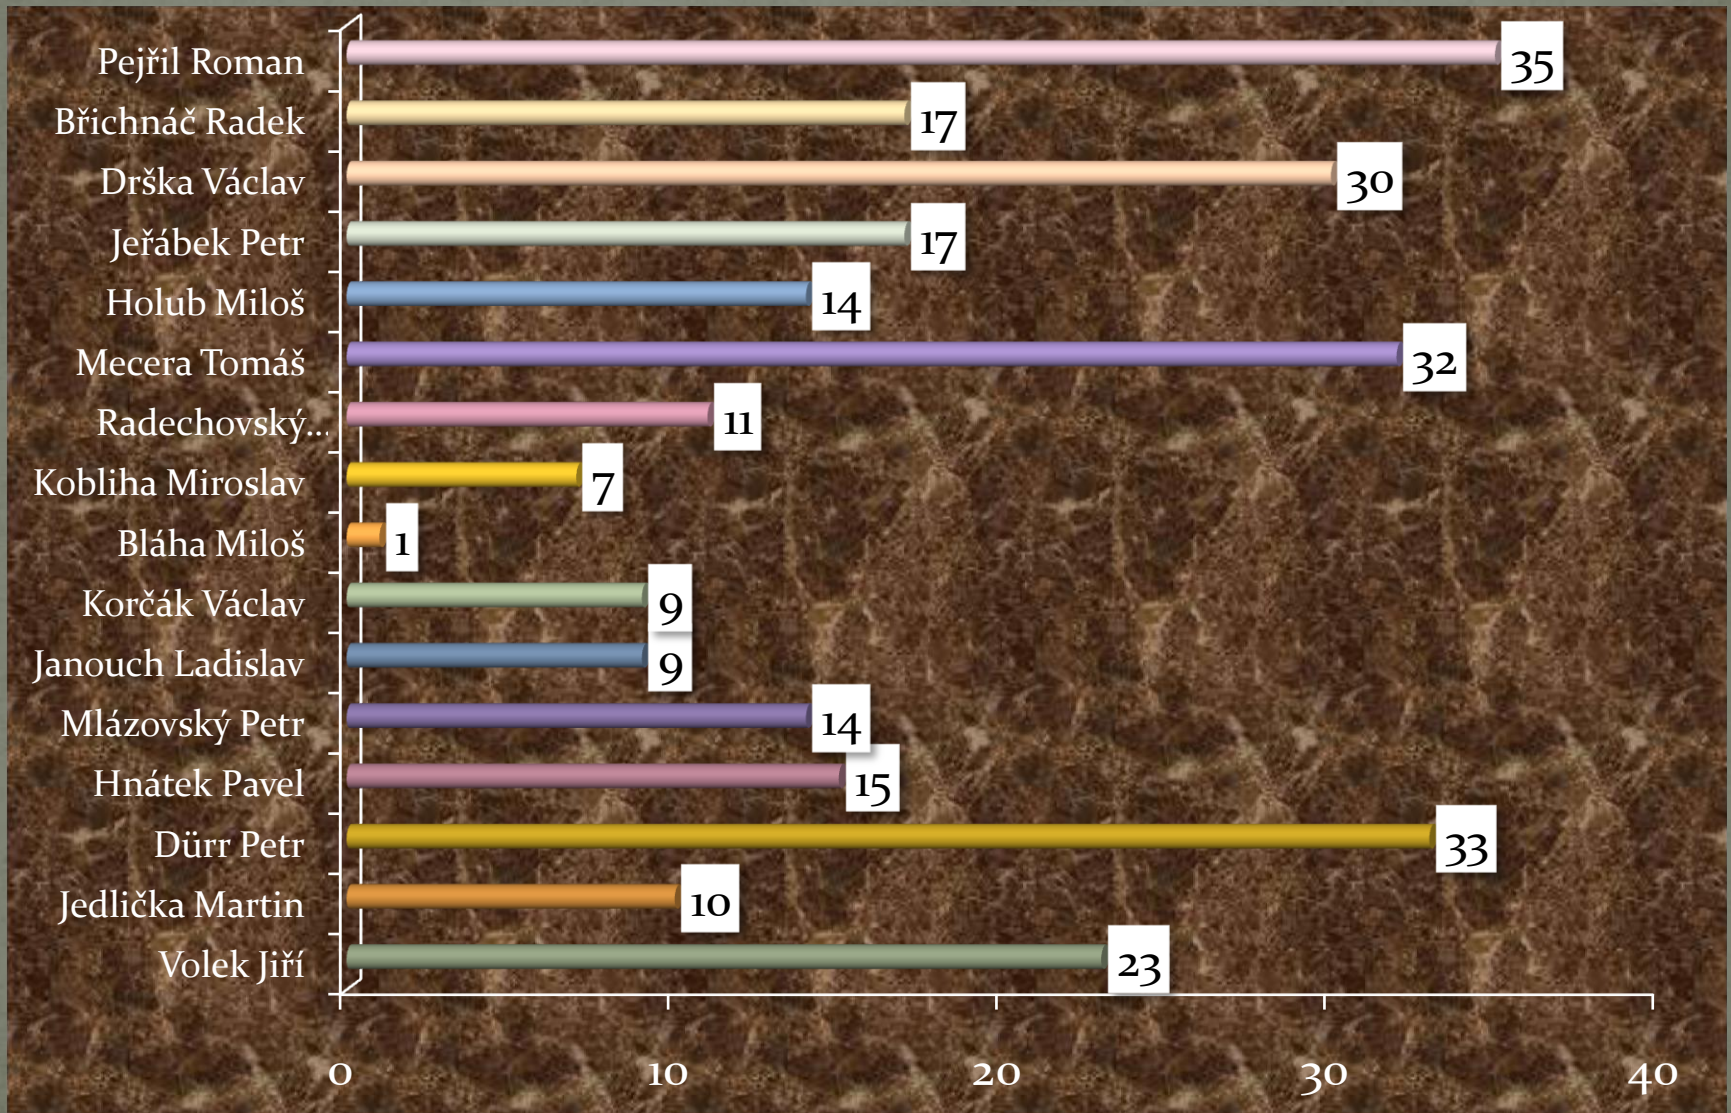 Pejřil Roman 35
Břichnáč Radek 17
Drška Václav 30
Jeřábek Petr 17
Holub Miloš 14
Mecera Tomáš 32
Radechovský... 11
Kobliha Miroslav 7
Bláha Miloš 1
Korčák Václav 9
Janouch Ladislav 9
Mlázovský Petr 14
Hnátek Pavel 15
Dürr Petr 33
Jedlička Martin 10
Volek Jiří 23
0 10 20 30 40